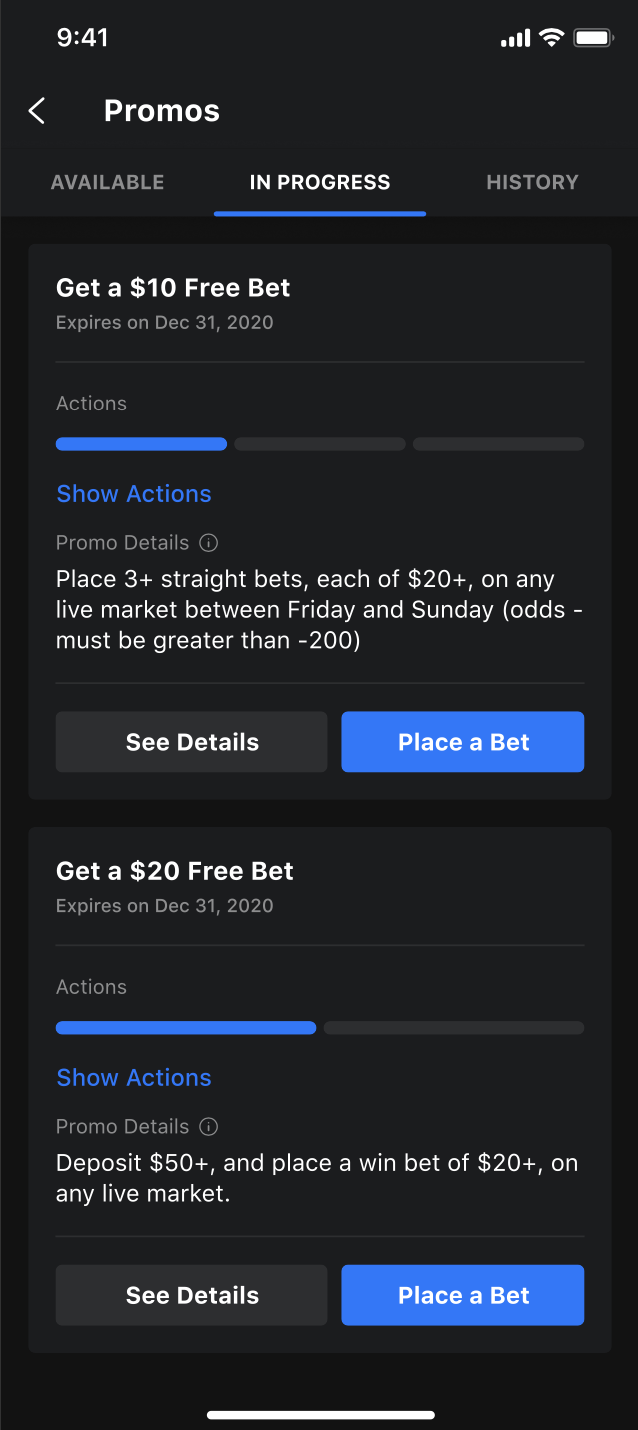 9:41
Promos
AVAILABLE
IN PROGRESS
HISTORY
Get a $10 Free Bet
Expires on Dec 31, 2020
Actions
Show Actions
Promo Details
Place 3+ straight bets, each of $20+, on any
live market between Friday and Sunday (odds -
must be greater than -200)
See Details
Place a Bet
Get a $20 Free Bet
Expires on Dec 31, 2020
Actions
Show Actions
Promo Details
Deposit $50+, and place a win bet of $20+, on
any live market.
See Details
Place a Bet